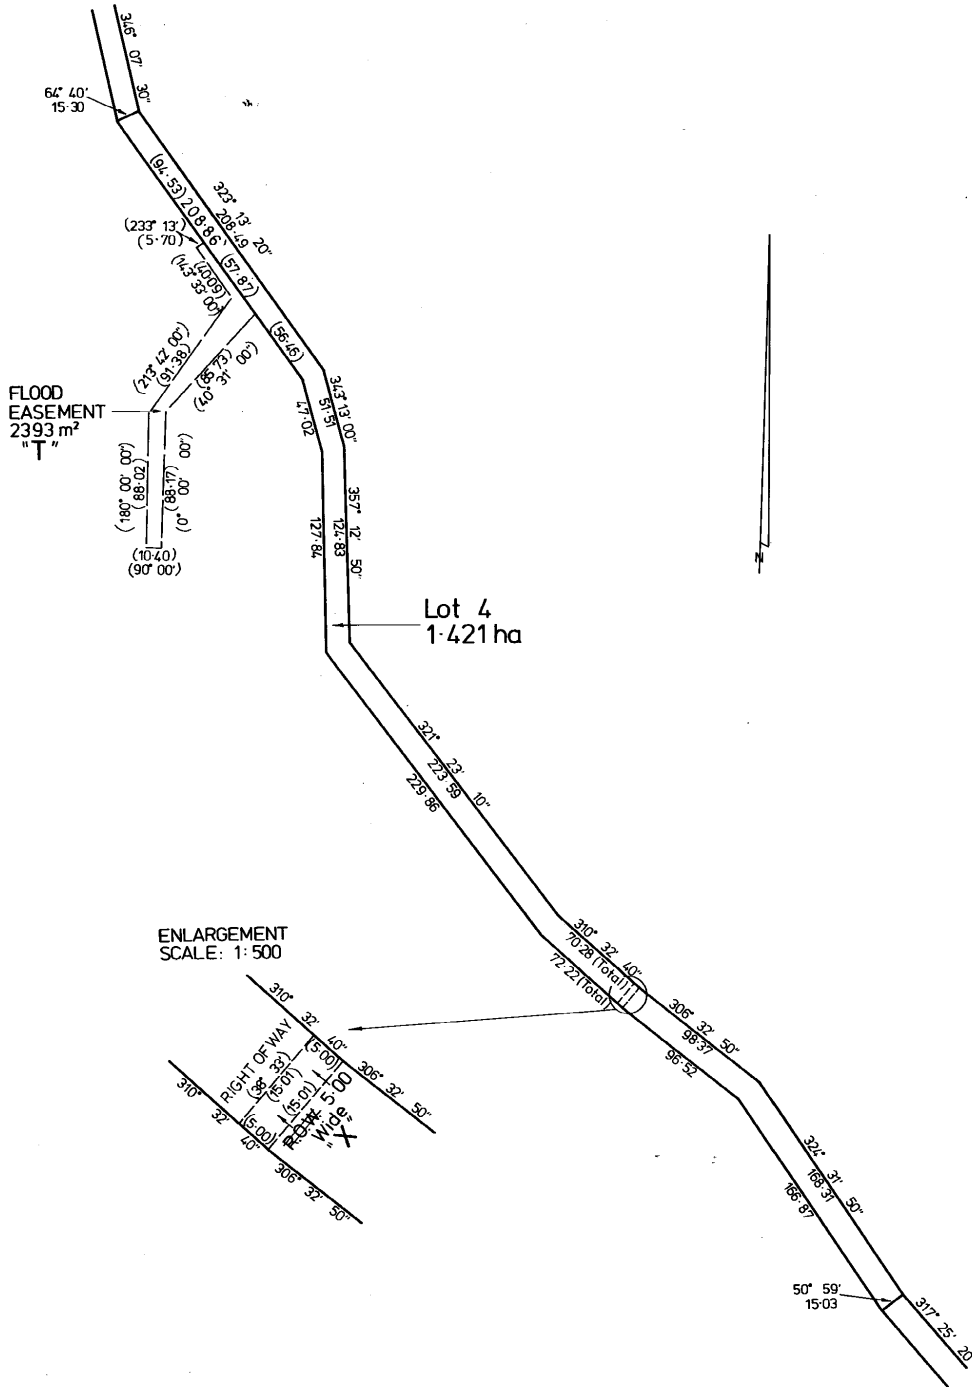 346° 07' 30"
64° 40'
15·30
(94·53)
208·86
323° 13' 20"
208·49
(233° 13')
(5·70)
(57·87)
(40·09)
(143° 33' 00")
(56·46)
(213° 42' 00")
(91·38)
(85·73)
(40° 31' 00")
FLOOD
EASEMENT
2393 m²
"T"
343° 13' 00"
51·51
47·02
(180° 00' 00")
(88·02)
(88·17)
(0° 00' 00")
(10·40)
(90° 00')
357° 12' 50"
124·83
127·84
N
Lot 4
1·421 ha
321° 23' 10"
223·59
229·86
ENLARGEMENT
SCALE: 1:500
310° 32' 40"
70·28 (Total)
72·22 (Total)
306° 32' 50"
98·37
96·52
310° 32' 40"
306° 32' 50"
RIGHT OF WAY
(38° 33')
(15·01)
(5·00)
(15·01)
(5·00)
R.O.W. 5·00
Wide
"X"
310° 32' 40"
306° 32' 50"
324° 31' 50"
168·31
166·87
50° 59'
15·03
317° 25' 20